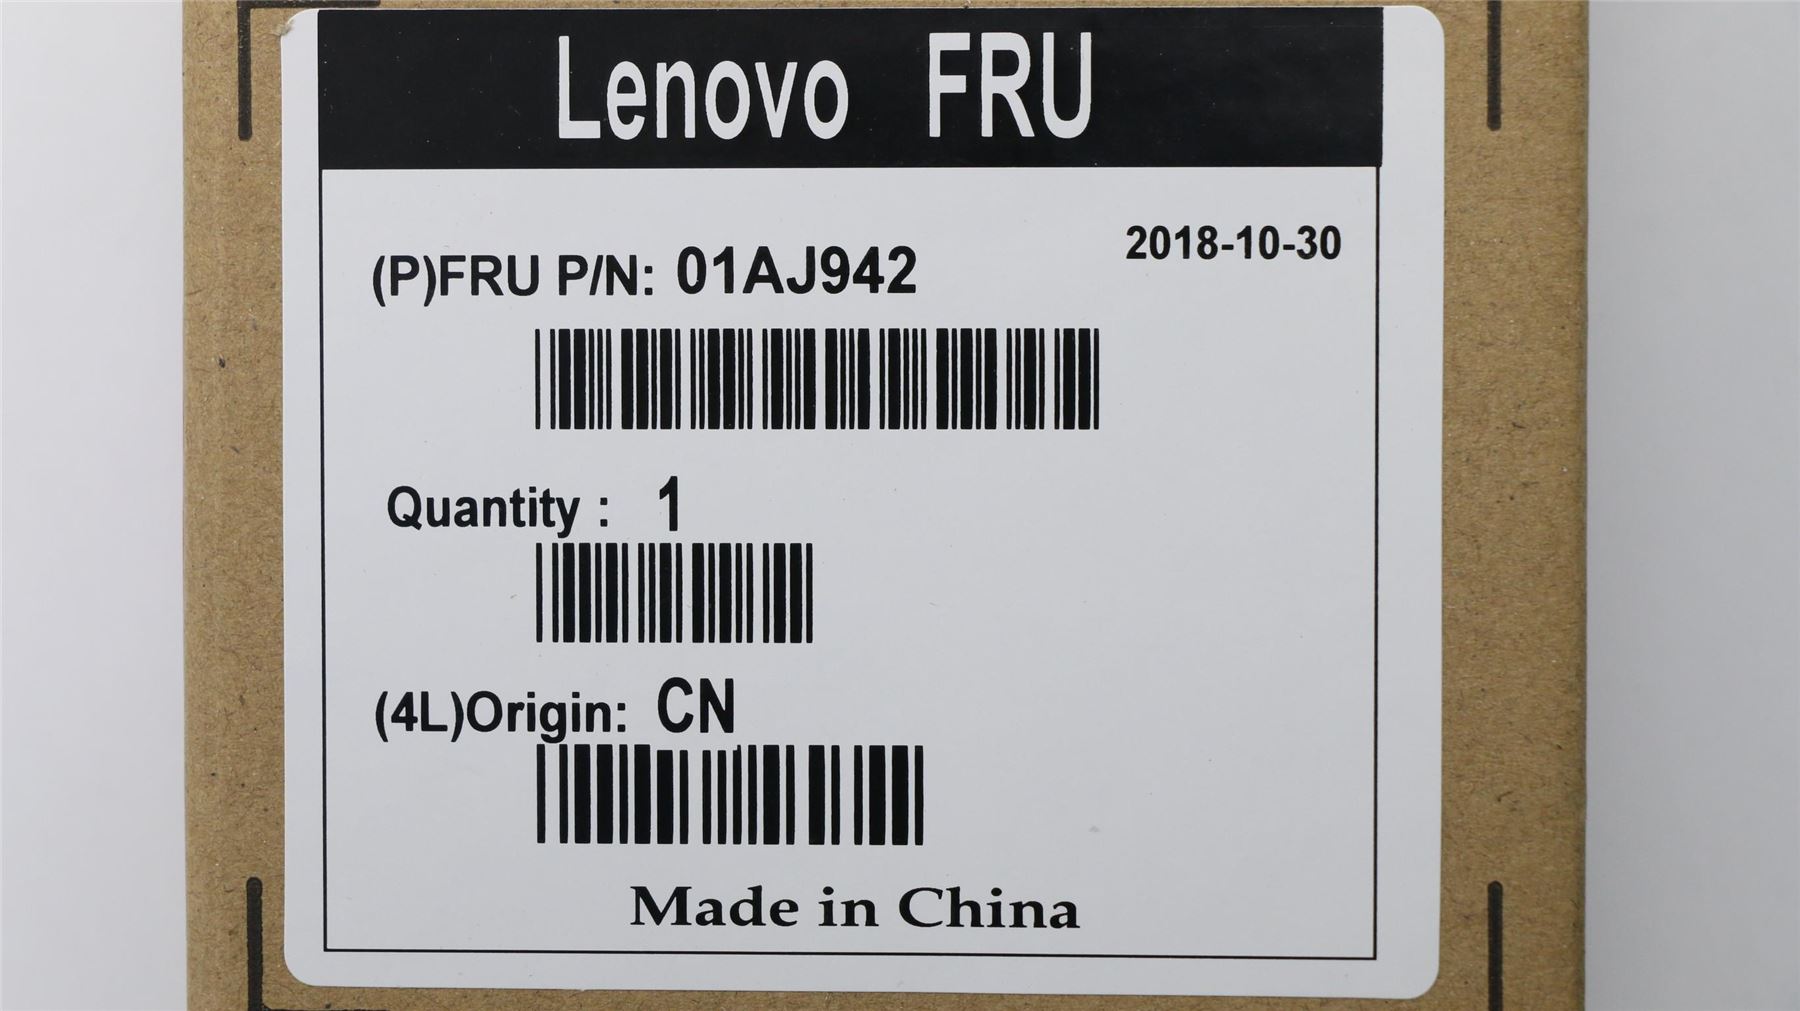 Lenovo FRU
2018-10-30
(P)FRU P/N: 01AJ942
Quantity : 1
(4L)Origin: CN
Made in China